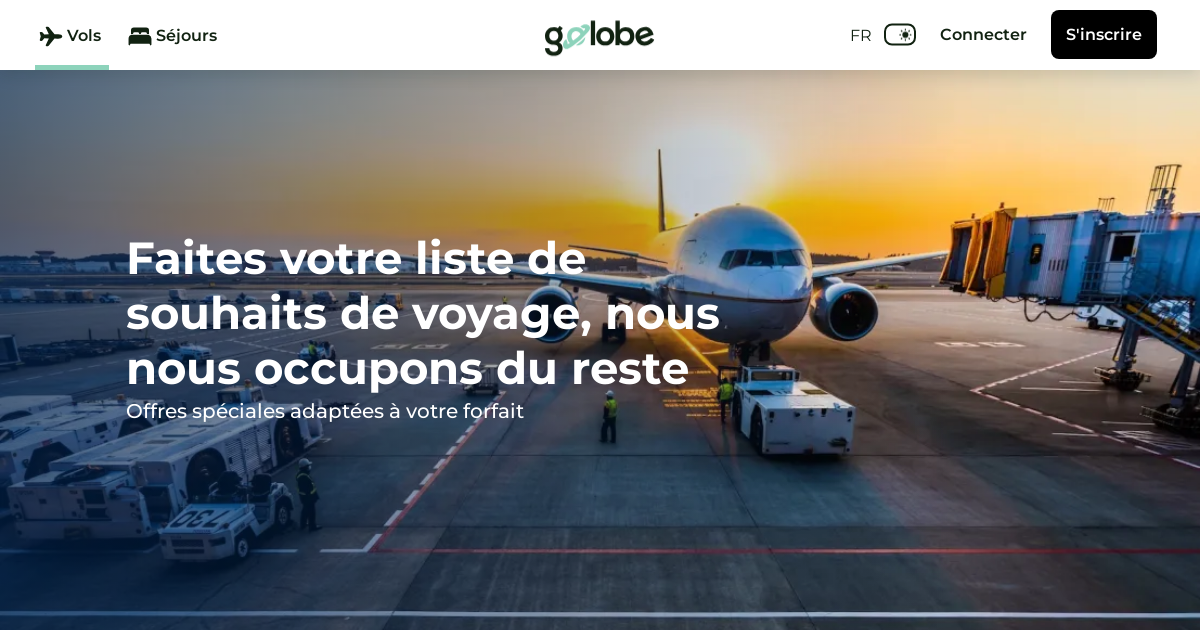 Vols
Séjours
golobe
FR
Connecter
S'inscrire
Faites votre liste de
souhaits de voyage, nous
nous occupons du reste
Offres spéciales adaptées à votre forfait